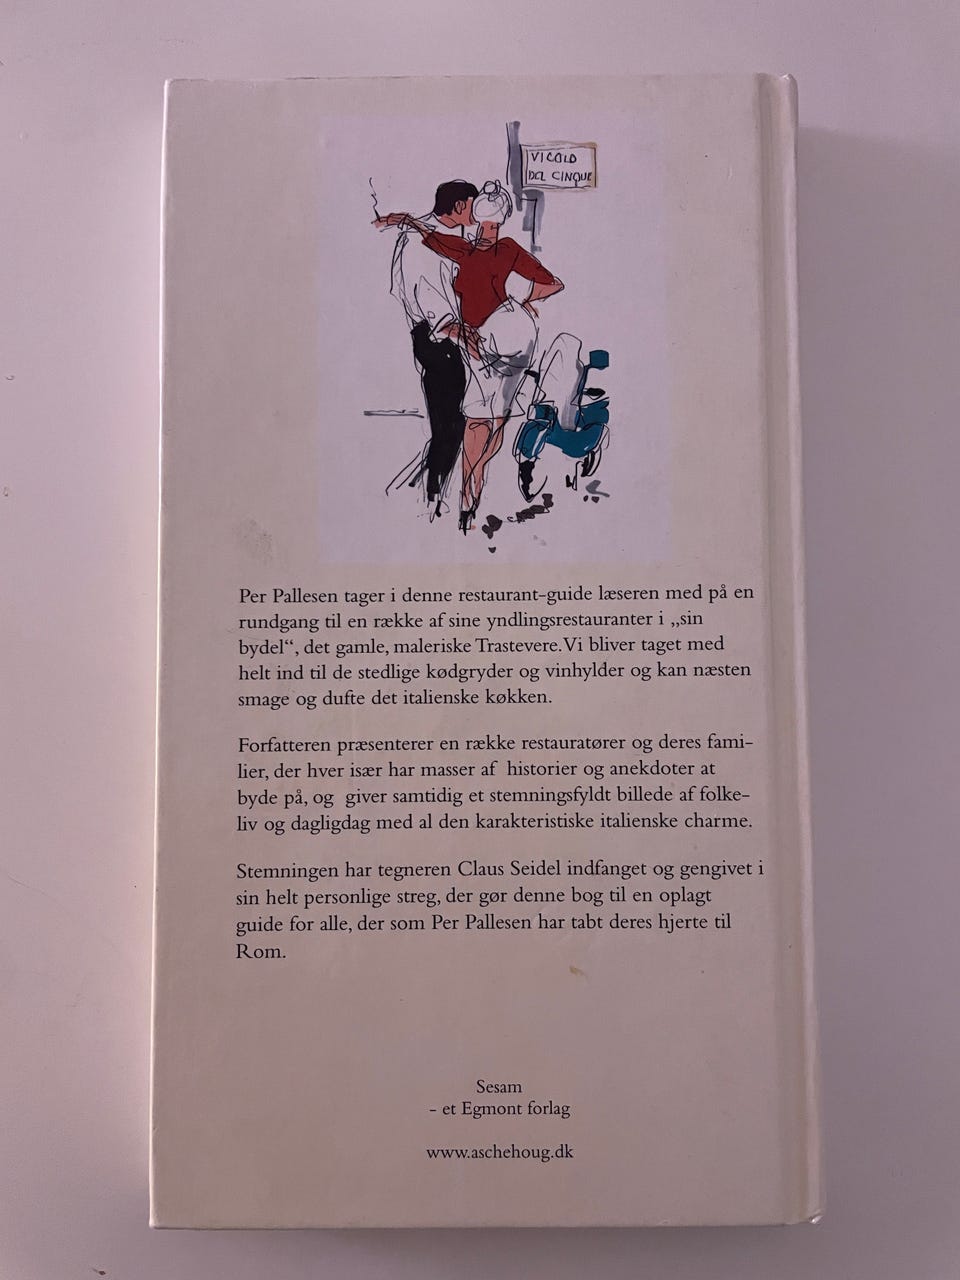 VICOLO
DEL CINQUE
Per Pallesen tager i denne restaurant-guide læseren med på en
rundgang til en række af sine yndlingsrestauranter i „sin
bydel“, det gamle, maleriske Trastevere. Vi bliver taget med
helt ind til de stedlige kødgryder og vinhylder og kan næsten
smage og dufte det italienske køkken.
Forfatteren præsenterer en række restauratører og deres fami-
lier, der hver især har masser af historier og anekdoter at
byde på, og giver samtidig et stemningsfyldt billede af folke-
liv og dagligdag med al den karakteristiske italienske charme.
Stemningen har tegneren Claus Seidel indfanget og gengivet i
sin helt personlige streg, der gør denne bog til en oplagt
guide for alle, der som Per Pallesen har tabt deres hjerte til
Rom.
Sesam
- et Egmont forlag
www.aschehoug.dk